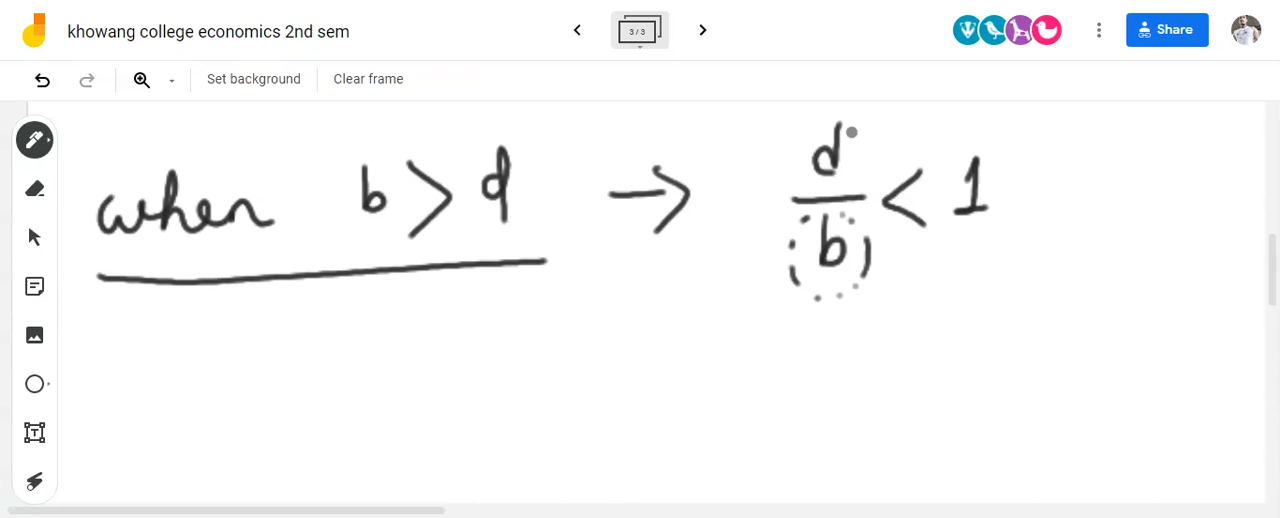 khowang college economics 2nd sem
3 / 3
Share
Set background
Clear frame
when b > d → d/b < 1
T